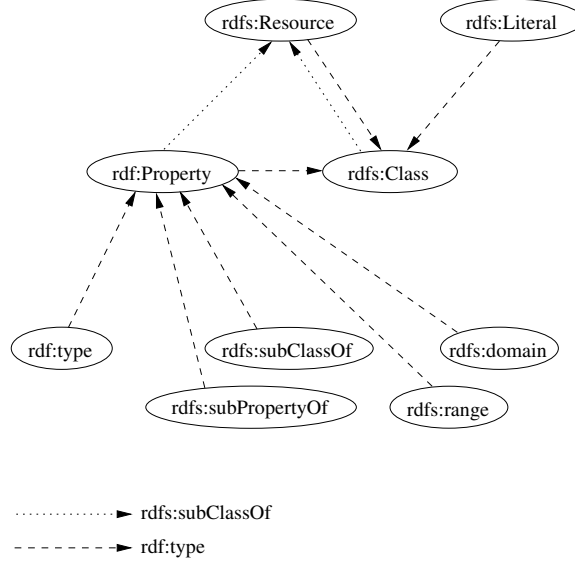 rdfs:Resource
rdfs:Literal
rdf:Property
rdfs:Class
rdf:type
rdfs:subClassOf
rdfs:domain
rdfs:subPropertyOf
rdfs:range
rdfs:subClassOf
rdf:type